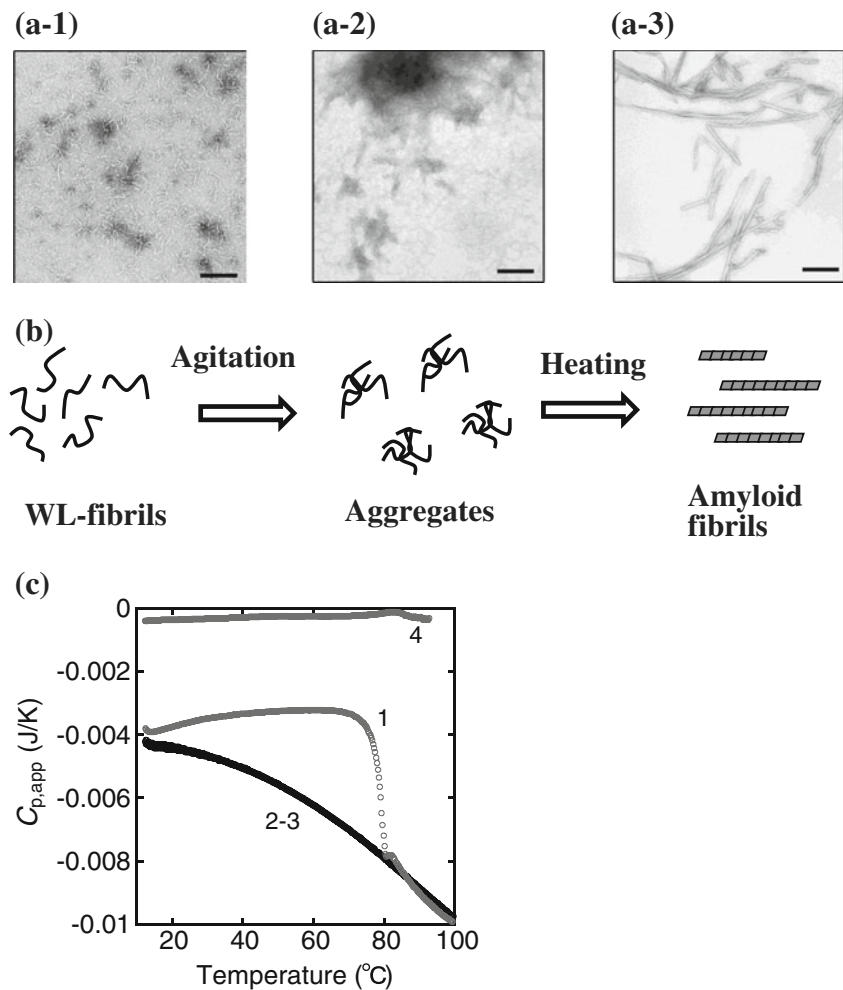 (a-1)
(a-2)
(a-3)
(b)
Agitation
Heating
WL-fibrils
Aggregates
Amyloid
fibrils
(c)
0
-0.002
-0.004
-0.006
-0.008
-0.01
Cp,app (J/K)
4
1
2-3
20
40
60
80
100
Temperature (°C)